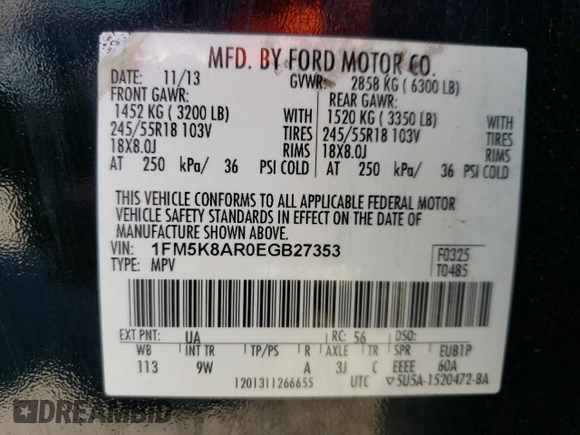 MFD. BY FORD MOTOR CO.
DATE: 11/13 GVWR: 2858 KG ( 6300 LB)
FRONT GAWR: REAR GAWR:
1452 KG ( 3200 LB) WITH 1520 KG ( 3350 LB) WITH
245/55R18 103V TIRES 245/55R18 103V TIRES
18X8.0J RIMS 18X8.0J RIMS
AT 250 kPa/ 36 PSI COLD AT 250 kPa/ 36 PSI COLD
THIS VEHICLE CONFORMS TO ALL APPLICABLE FEDERAL MOTOR
VEHICLE SAFETY STANDARDS IN EFFECT ON THE DATE OF
MANUFACTURE SHOWN ABOVE.
VIN: 1FM5K8AR0EGB27353 F0325
TYPE: MPV T0485
EXT PNT: UA RC: 56 DSO:
WB INT TR TP/PS R AXLE TR SPR EU81P
113 9W A 3J C EEEE 60A
1201311266655 UTC ▽5U5A-1520472-BA
DREAMBID